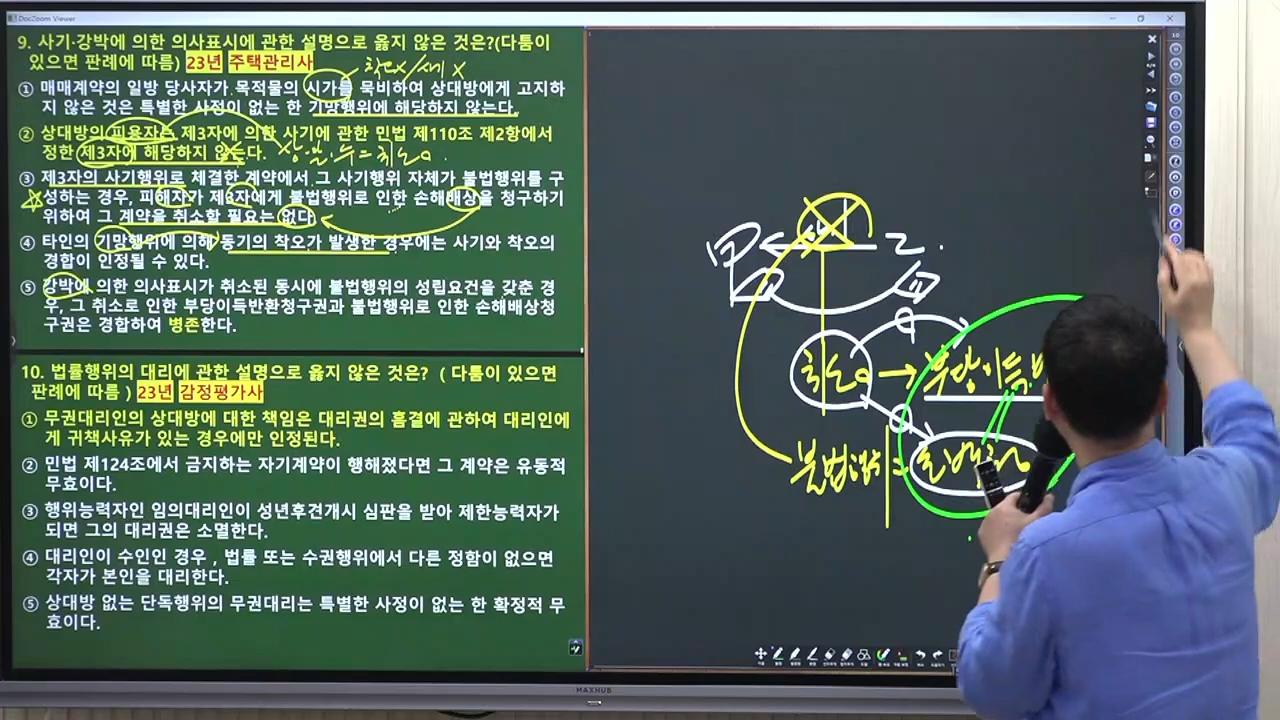 DocZoom Viewer
9. 사기·강박에 의한 의사표시에 관한 설명으로 옳지 않은 것은?(다툼이
있으면 판례에 따름) 23년 주택관리사
① 매매계약의 일방 당사자가 목적물의 시가를 묵비하여 상대방에게 고지하
지 않은 것은 특별한 사정이 없는 한 기망행위에 해당하지 않는다.
② 상대방의 피용자는 제3자에 의한 사기에 관한 민법 제110조 제2항에서
정한 제3자에 해당하지 않는다.
③ 제3자의 사기행위로 체결한 계약에서 그 사기행위 자체가 불법행위를 구
성하는 경우, 피해자가 제3자에게 불법행위로 인한 손해배상을 청구하기
위하여 그 계약을 취소할 필요는 없다
④ 타인의 기망행위에 의해 동기의 착오가 발생한 경우에는 사기와 착오의
경합이 인정될 수 있다.
⑤ 강박에 의한 의사표시가 취소된 동시에 불법행위의 성립요건을 갖춘 경
우, 그 취소로 인한 부당이득반환청구권과 불법행위로 인한 손해배상청
구권은 경합하여 병존한다.
10. 법률행위의 대리에 관한 설명으로 옳지 않은 것은? ( 다툼이 있으면
판례에 따름 ) 23년 감정평가사
① 무권대리인의 상대방에 대한 책임은 대리권의 흠결에 관하여 대리인에
게 귀책사유가 있는 경우에만 인정된다.
② 민법 제124조에서 금지하는 자기계약이 행해졌다면 그 계약은 유동적
무효이다.
③ 행위능력자인 임의대리인이 성년후견개시 심판을 받아 제한능력자가
되면 그의 대리권은 소멸한다.
④ 대리인이 수인인 경우 , 법률 또는 수권행위에서 다른 정함이 없으면
각자가 본인을 대리한다.
⑤ 상대방 없는 단독행위의 무권대리는 특별한 사정이 없는 한 확정적 무
효이다.
甲
乙
취소
부당이득
MAXHUB